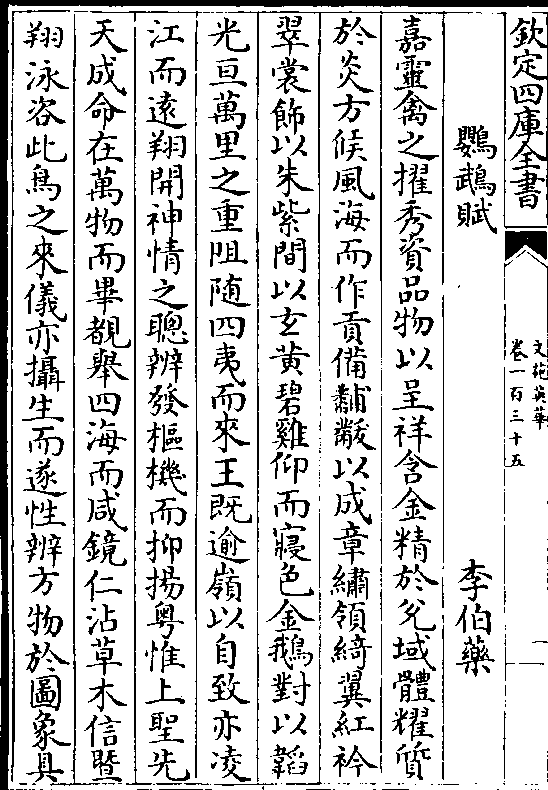 欽定四庫全書
文苑英華
卷一百三十五
一
鸚鵡賦
李伯藥
嘉靈禽之擢秀資品物以呈祥含金精於兊域體耀質
於炎方候風海而作貢備黼黻以成章繡領綺翼紅衿
翠裳飾以朱紫間以玄黄碧雞仰而寢色金鵝對以韜
光亘萬里之重阻随四夷而來王既逾嶺以自致亦凌
江而遠翔開神情之聰辨發樞機而抑揚粤惟上聖先
天成命在萬物而畢覩舉四海而咸鏡仁沾草木信暨
翔泳咨此鳥之來儀亦攝生而遂性辨方物於圖象具